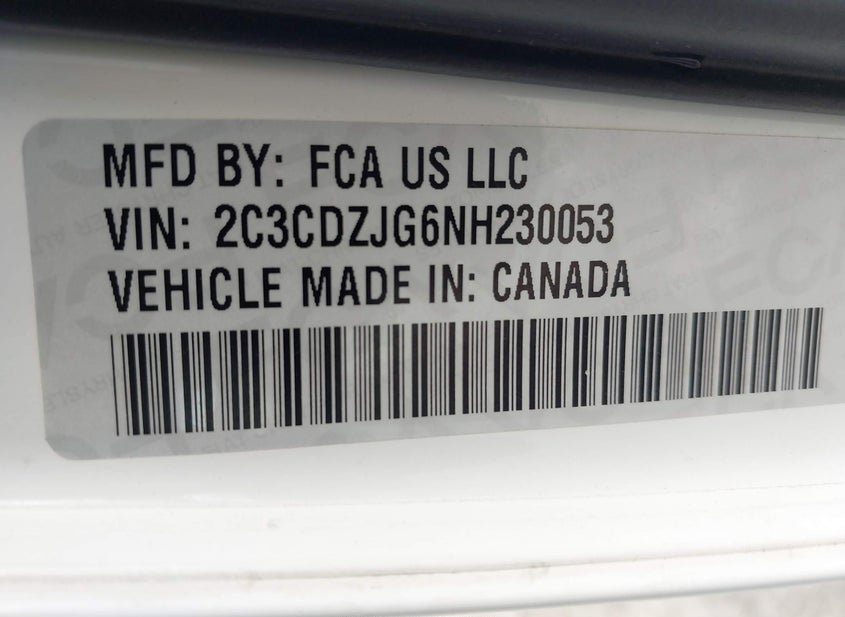 MFD BY: FCA US LLC
VIN: 2C3CDZJG6NH230053
VEHICLE MADE IN: CANADA